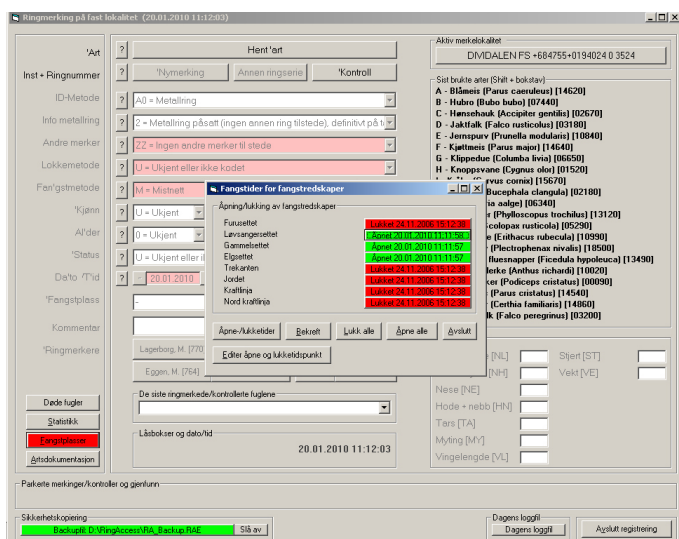 Ringmerking på fast lokalitet (20.01.2010 11:12:03)
'Art
? Hent 'art
Inst + Ringnummer
? 'Nymerking Annen ringserie 'Kontroll
ID-Metode
? A0 = Metallring
Info metallring
? 2 = Metallring påsatt (ingen annen ring tilstede), definitivt på t
Andre merker
? ZZ = Ingen andre merker til stede
Lokkemetode
? U = Ukjent eller ikke kodet
Fan'gstmetode
? M = Mistnett
'Kjønn
? U = Ukjent
Al'der
? 0 = Ukjent
'Status
? U = Ukjent eller i
Da'to 'T'id
? - 20.01.2010
'Fangstplass
-
Kommentar
'Ringmerkere
Lagerborg, M. [770]
Eggen, M. [764]
De siste ringmerkede/kontrollerte fuglene
Låsbokser og dato/tid
20.01.2010 11:12:03
Døde fugler
Statistikk
Fangstplasser
Artsdokumentasjon
Aktiv merkelokalitet
DIVIDALEN FS +684755+0194024 0 3524
Sist brukte arter (Shift + bokstav)
A - Blåmeis (Parus caeruleus) [14620]
B - Hubro (Bubo bubo) [07440]
C - Hønsehauk (Accipiter gentilis) [02670]
D - Jaktfalk (Falco rusticolus) [03180]
E - Jernspurv (Prunella modularis) [10840]
F - Kjøttmeis (Parus major) [14640]
G - Klippedue (Columba livia) [06650]
H - Knoppsvane (Cygnus olor) [01520]
rvus cornix) [15670]
Bucephala clangula) [02180]
ia aalge) [06340]
s (Phylloscopus trochilus) [13120]
colopax rusticola) [05290]
e (Erithacus rubecula) [10990]
(Plectrophenax nivalis) [18500]
fluesnapper (Ficedula hypoleuca) [13490]
lerke (Anthus richardi) [10020]
ker (Podiceps cristatus) [00090]
(Parus cristatus) [14540]
(Certhia familiaris) [14860]
lk (Falco peregrinus) [03200]
Fangstider for fangstredskaper
Åpning/lukking av fangstredskaper
Furusettet Lukket 24.11.2006 15:12:38
Løvsangersettet Åpnet 20.01.2010 11:11:58
Gammelsettet Åpnet 20.01.2010 11:11:57
Elgsettet Åpnet 20.01.2010 11:11:57
Trekanten Lukket 24.11.2006 15:12:38
Jordet Lukket 24.11.2006 15:12:38
Kraftlinja Lukket 24.11.2006 15:12:38
Nord kraftlinja Lukket 24.11.2006 15:12:38
Åpne-/lukketider Bekreft Lukk alle Åpne alle Avslutt
Editer åpne og lukketidspunkt
[NL] Stjert [ST]
[NH] Vekt [VE]
Nese [NE]
Hode + nebb [HN]
Tars [TA]
Myting [MY]
Vingelengde [VL]
Parkerte merkinger/kontroller og gjenfunn
Sikkerhetskopiering
Backupfil: D:\RingAccess\RA_Backup.RAE Slå av
Dagens loggfil
Dagens loggfil
Avslutt registrering